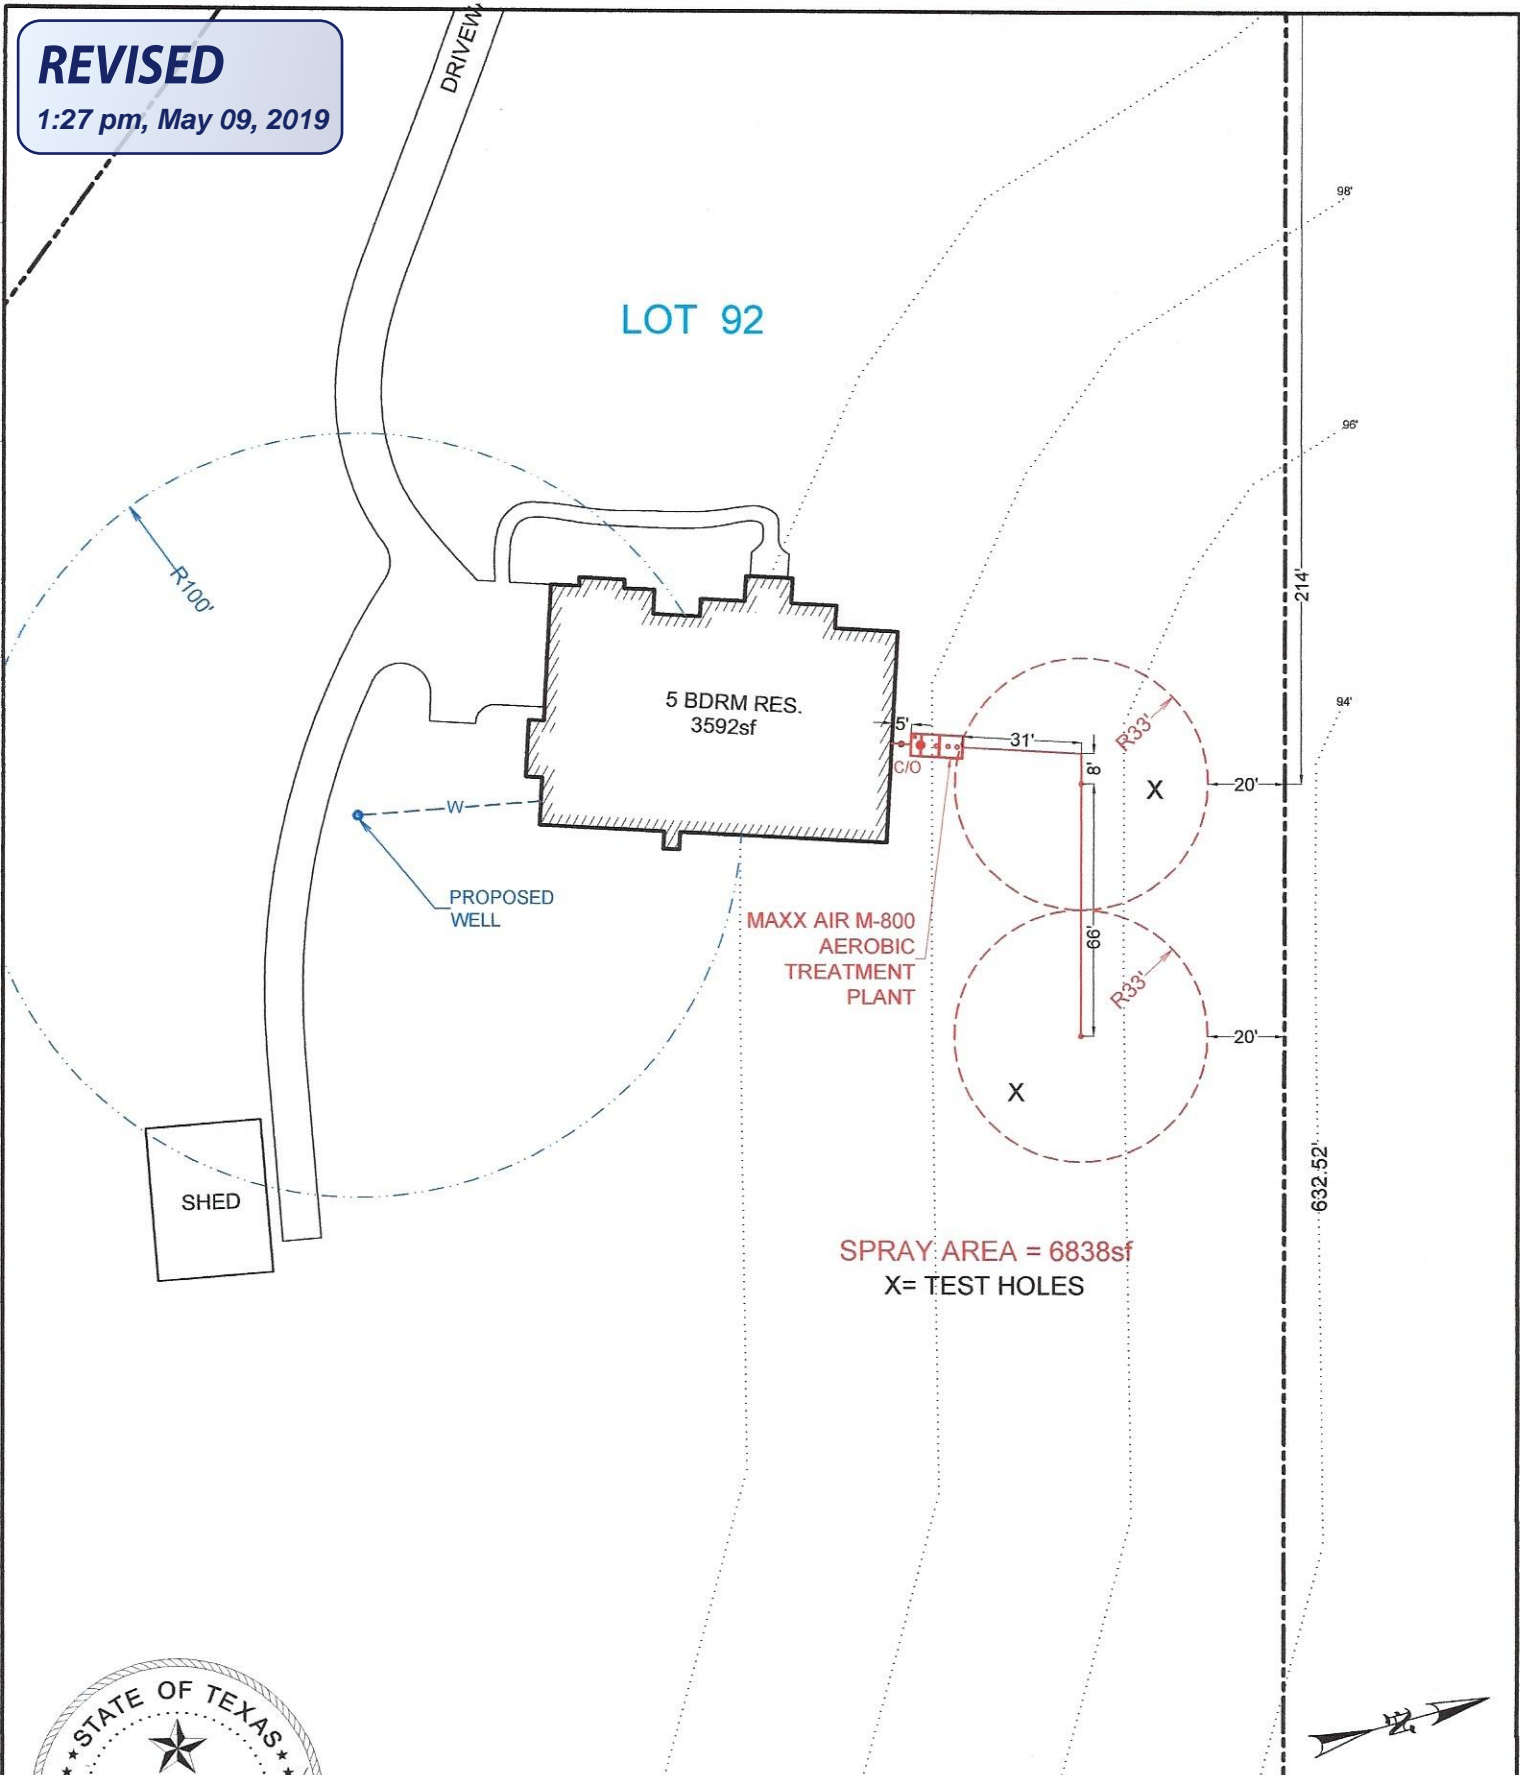 REVISED
1:27 pm, May 09, 2019
98'
LOT 92
96'
R100'
214'
5 BDRM RES.
3592sf
94'
5'
31'
R33'
8'
C/O
X
20'
W
PROPOSED
WELL
MAXX AIR M-800
AEROBIC
TREATMENT
PLANT
66'
R33'
20'
X
632.52'
SHED
SPRAY AREA = 6838sf
X= TEST HOLES
STATE OF TEXAS
N